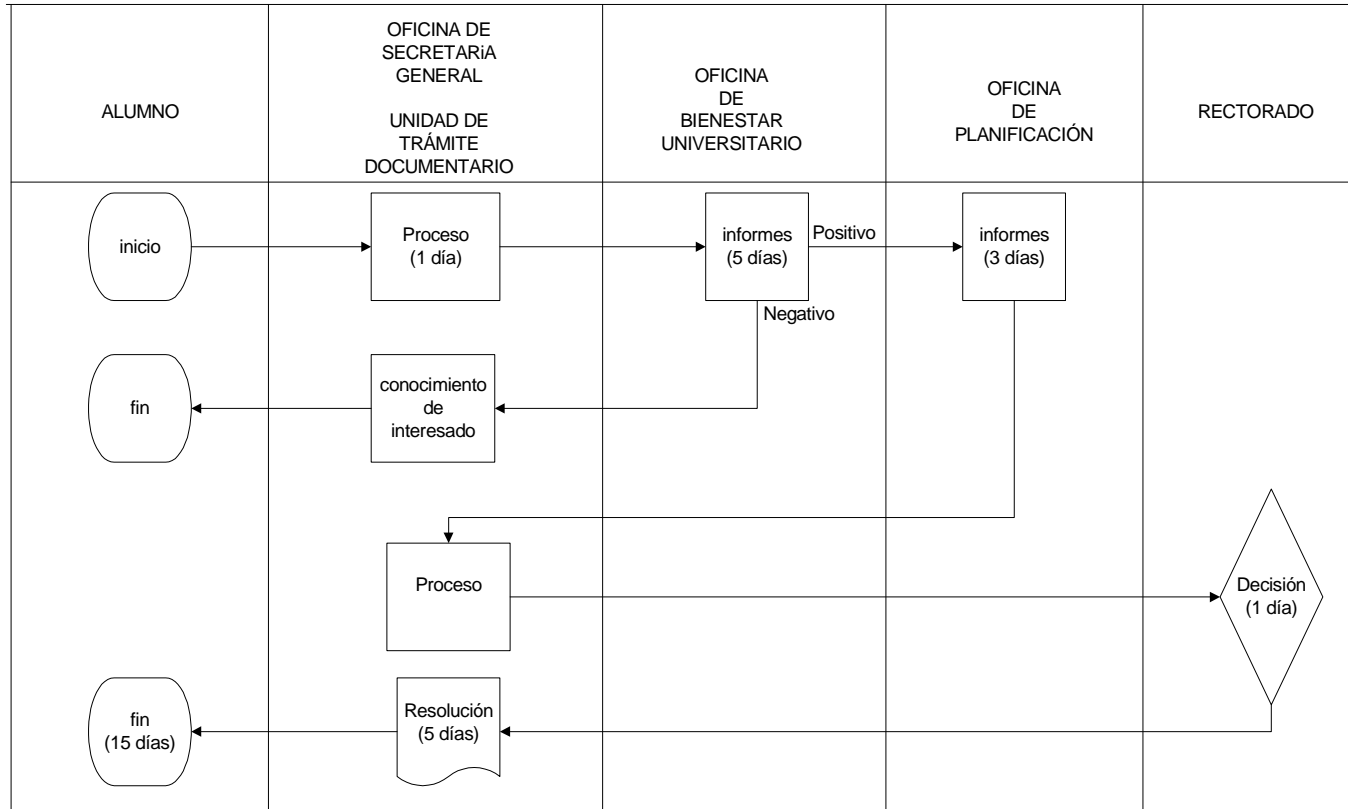 ALUMNO
OFICINA DE
SECRETARiA
GENERAL
UNIDAD DE
TRÁMITE
DOCUMENTARIO
OFICINA
DE
BIENESTAR
UNIVERSITARIO
OFICINA
DE
PLANIFICACIÓN
RECTORADO
inicio
Proceso
(1 día)
informes
(5 días)
Positivo
informes
(3 días)
Negativo
fin
conocimiento
de
interesado
Proceso
Decisión
(1 día)
fin
(15 días)
Resolución
(5 días)